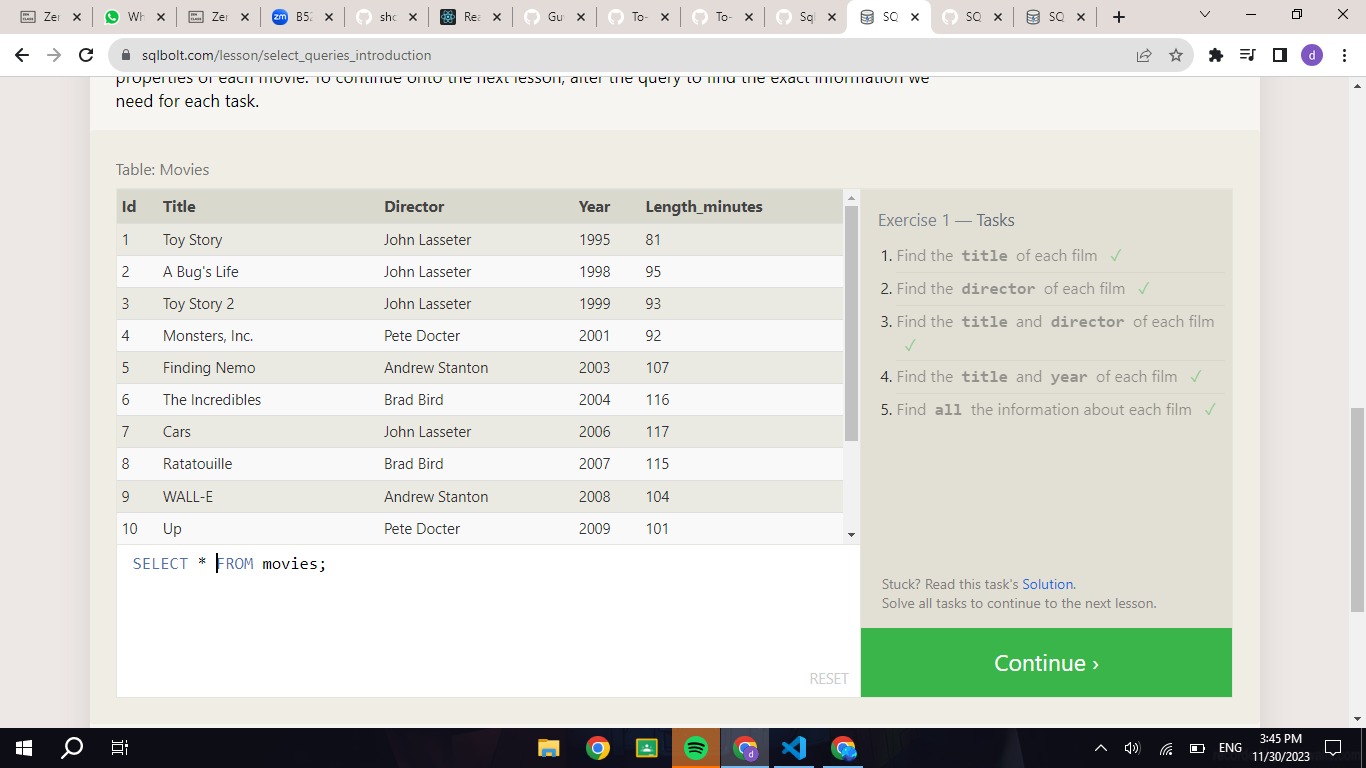 Zer
Wh
Zer
zm B52
sho
Rea
Gu
To-
To-
Sql
SQ
SQ
SQ
sqlbolt.com/lesson/select_queries_introduction
d
properties of each movie. To continue onto the next lesson, alter the query to find the exact information we
need for each task.
Table: Movies
Id Title Director Year Length_minutes
1 Toy Story John Lasseter 1995 81
2 A Bug's Life John Lasseter 1998 95
3 Toy Story 2 John Lasseter 1999 93
4 Monsters, Inc. Pete Docter 2001 92
5 Finding Nemo Andrew Stanton 2003 107
6 The Incredibles Brad Bird 2004 116
7 Cars John Lasseter 2006 117
8 Ratatouille Brad Bird 2007 115
9 WALL-E Andrew Stanton 2008 104
10 Up Pete Docter 2009 101
SELECT * FROM movies;
RESET
Exercise 1 — Tasks
1. Find the title of each film ✓
2. Find the director of each film ✓
3. Find the title and director of each film
✓
4. Find the title and year of each film ✓
5. Find all the information about each film ✓
Stuck? Read this task's Solution.
Solve all tasks to continue to the next lesson.
Continue ›
ENG
3:45 PM
11/30/2023